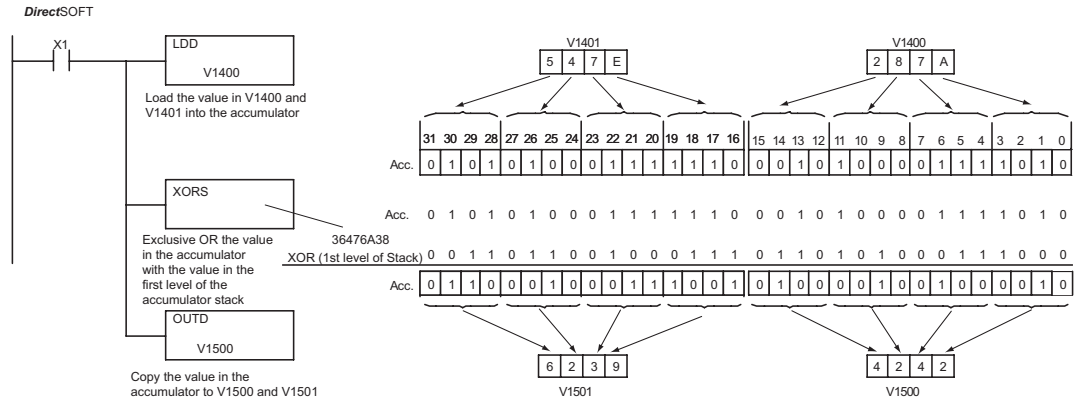 DirectSOFT
X1
LDD
V1400
Load the value in V1400 and
V1401 into the accumulator
XORS
36476A38
Exclusive OR the value
in the accumulator
with the value in the
first level of the
accumulator stack
OUTD
V1500
Copy the value in the
accumulator to V1500 and V1501
V1401 V1400
5 4 7 E 2 8 7 A
31 30 29 28 27 26 25 24 23 22 21 20 19 18 17 16 15 14 13 12 11 10 9 8 7 6 5 4 3 2 1 0
Acc. 0 1 0 1 0 1 0 0 0 1 1 1 1 1 1 0 0 0 1 0 1 0 0 0 0 1 1 1 1 0 1 0
Acc. 0 1 0 1 0 1 0 0 0 1 1 1 1 1 1 0 0 0 1 0 1 0 0 0 0 1 1 1 1 0 1 0
XOR (1st level of Stack) 0 0 1 1 0 1 1 0 0 1 0 0 0 1 1 1 0 1 1 0 1 0 1 0 0 0 1 1 1 0 0 0
Acc. 0 1 1 0 0 0 1 0 0 0 1 1 1 0 0 1 0 1 0 0 0 0 1 0 0 1 0 0 0 0 1 0
6 2 3 9 4 2 4 2
V1501 V1500